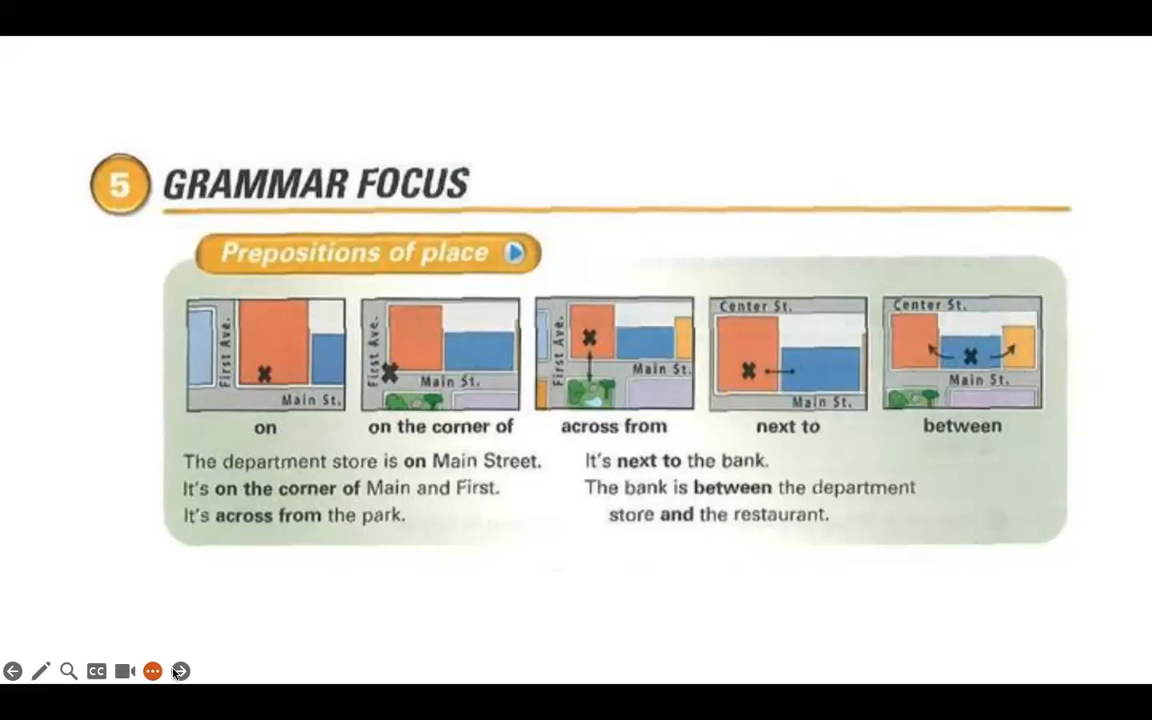 5 GRAMMAR FOCUS
Prepositions of place
First Ave.
Main St.
First Ave.
Main St.
First Ave.
Main St.
Center St.
Main St.
Center St.
Main St.
on
on the corner of
across from
next to
between
The department store is on Main Street.
It's on the corner of Main and First.
It's across from the park.
It's next to the bank.
The bank is between the department
store and the restaurant.
CC